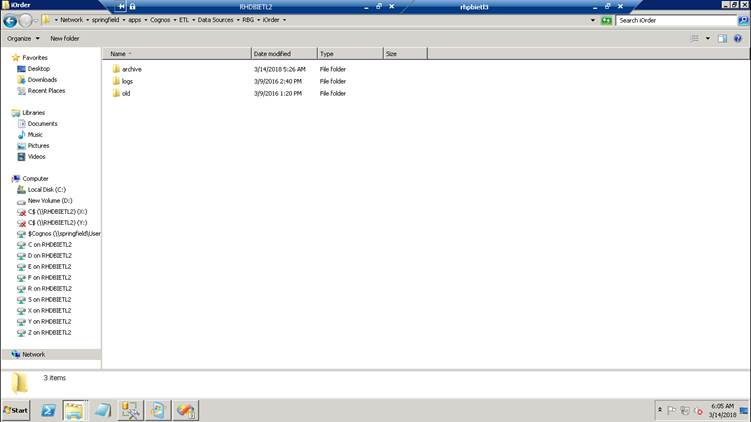 iOrder
RHDBIETL2
rhpbietl3
Network ▸ springfield ▸ apps ▸ Cognos ▸ ETL ▸ Data Sources ▸ RBG ▸ iOrder ▸
Search iOrder
Organize
New folder
Name
Date modified
Type
Size
archive 3/14/2018 5:26 AM File folder
logs 3/9/2016 2:40 PM File folder
old 3/9/2016 1:20 PM File folder
Favorites
Desktop
Downloads
Recent Places
Libraries
Documents
Music
Pictures
Videos
Computer
Local Disk (C:)
New Volume (D:)
C$ (\\RHDBIETL2) (X:)
C$ (\\RHDBIETL2) (Y:)
$Cognos (\\springfield\User
C on RHDBIETL2
D on RHDBIETL2
E on RHDBIETL2
F on RHDBIETL2
R on RHDBIETL2
S on RHDBIETL2
X on RHDBIETL2
Y on RHDBIETL2
Z on RHDBIETL2
Network
3 items
Start
6:05 AM
3/14/2018